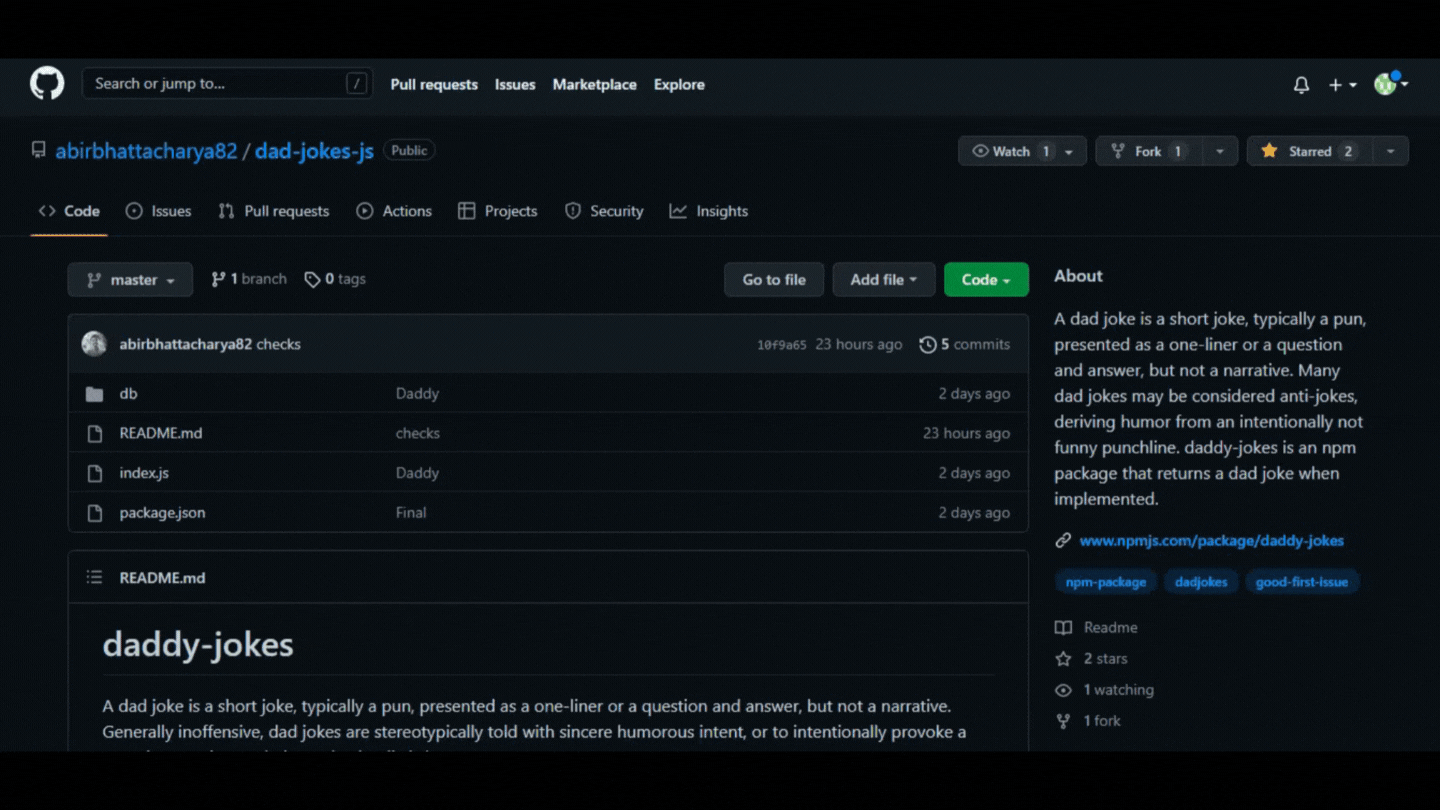 Search or jump to... /
Pull requests Issues Marketplace Explore
abirbhattacharya82 / dad-jokes-js Public
Watch 1 Fork 1 Starred 2
Code Issues Pull requests Actions Projects Security Insights
master 1 branch 0 tags Go to file Add file Code
abirbhattacharya82 checks 10f9a65 23 hours ago 5 commits
db Daddy 2 days ago
README.md checks 23 hours ago
index.js Daddy 2 days ago
package.json Final 2 days ago
README.md
daddy-jokes
A dad joke is a short joke, typically a pun, presented as a one-liner or a question and answer, but not a narrative.
Generally inoffensive, dad jokes are stereotypically told with sincere humorous intent, or to intentionally provoke a
About
A dad joke is a short joke, typically a pun,
presented as a one-liner or a question
and answer, but not a narrative. Many
dad jokes may be considered anti-jokes,
deriving humor from an intentionally not
funny punchline. daddy-jokes is an npm
package that returns a dad joke when
implemented.
www.npmjs.com/package/daddy-jokes
npm-package dadjokes good-first-issue
Readme
2 stars
1 watching
1 fork